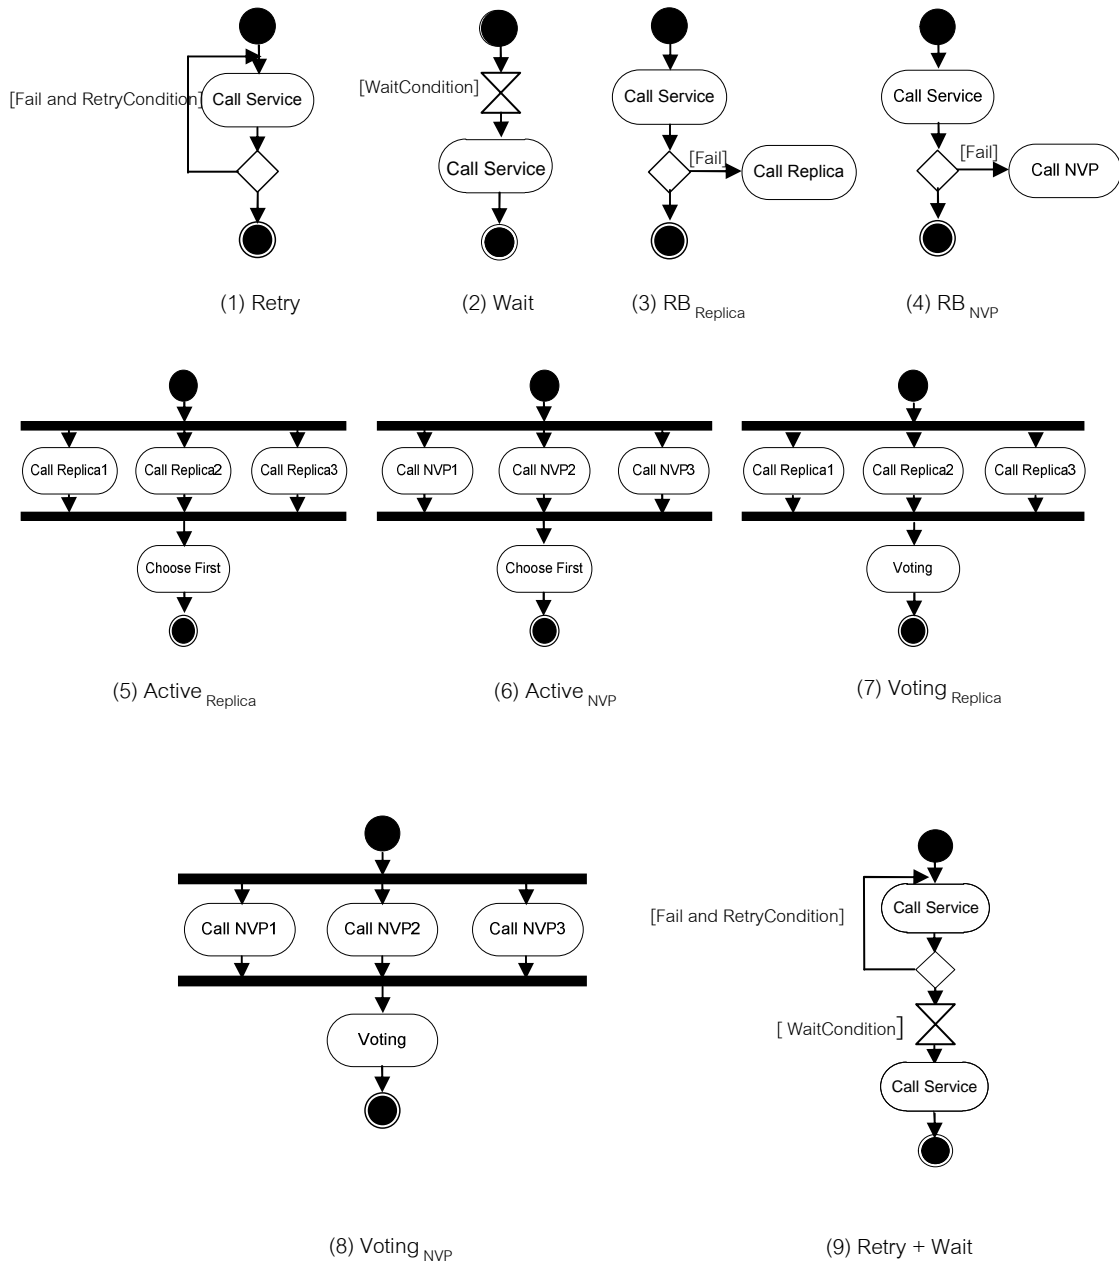 [Fail and RetryCondition]
Call Service
(1) Retry
[WaitCondition]
Call Service
(2) Wait
Call Service
[Fail]
Call Replica
(3) RB Replica
Call Service
[Fail]
Call NVP
(4) RB NVP
Call Replica1
Call Replica2
Call Replica3
Choose First
(5) Active Replica
Call NVP1
Call NVP2
Call NVP3
Choose First
(6) Active NVP
Call Replica1
Call Replica2
Call Replica3
Voting
(7) Voting Replica
Call NVP1
Call NVP2
Call NVP3
Voting
(8) Voting NVP
[Fail and RetryCondition]
Call Service
[ WaitCondition]
Call Service
(9) Retry + Wait